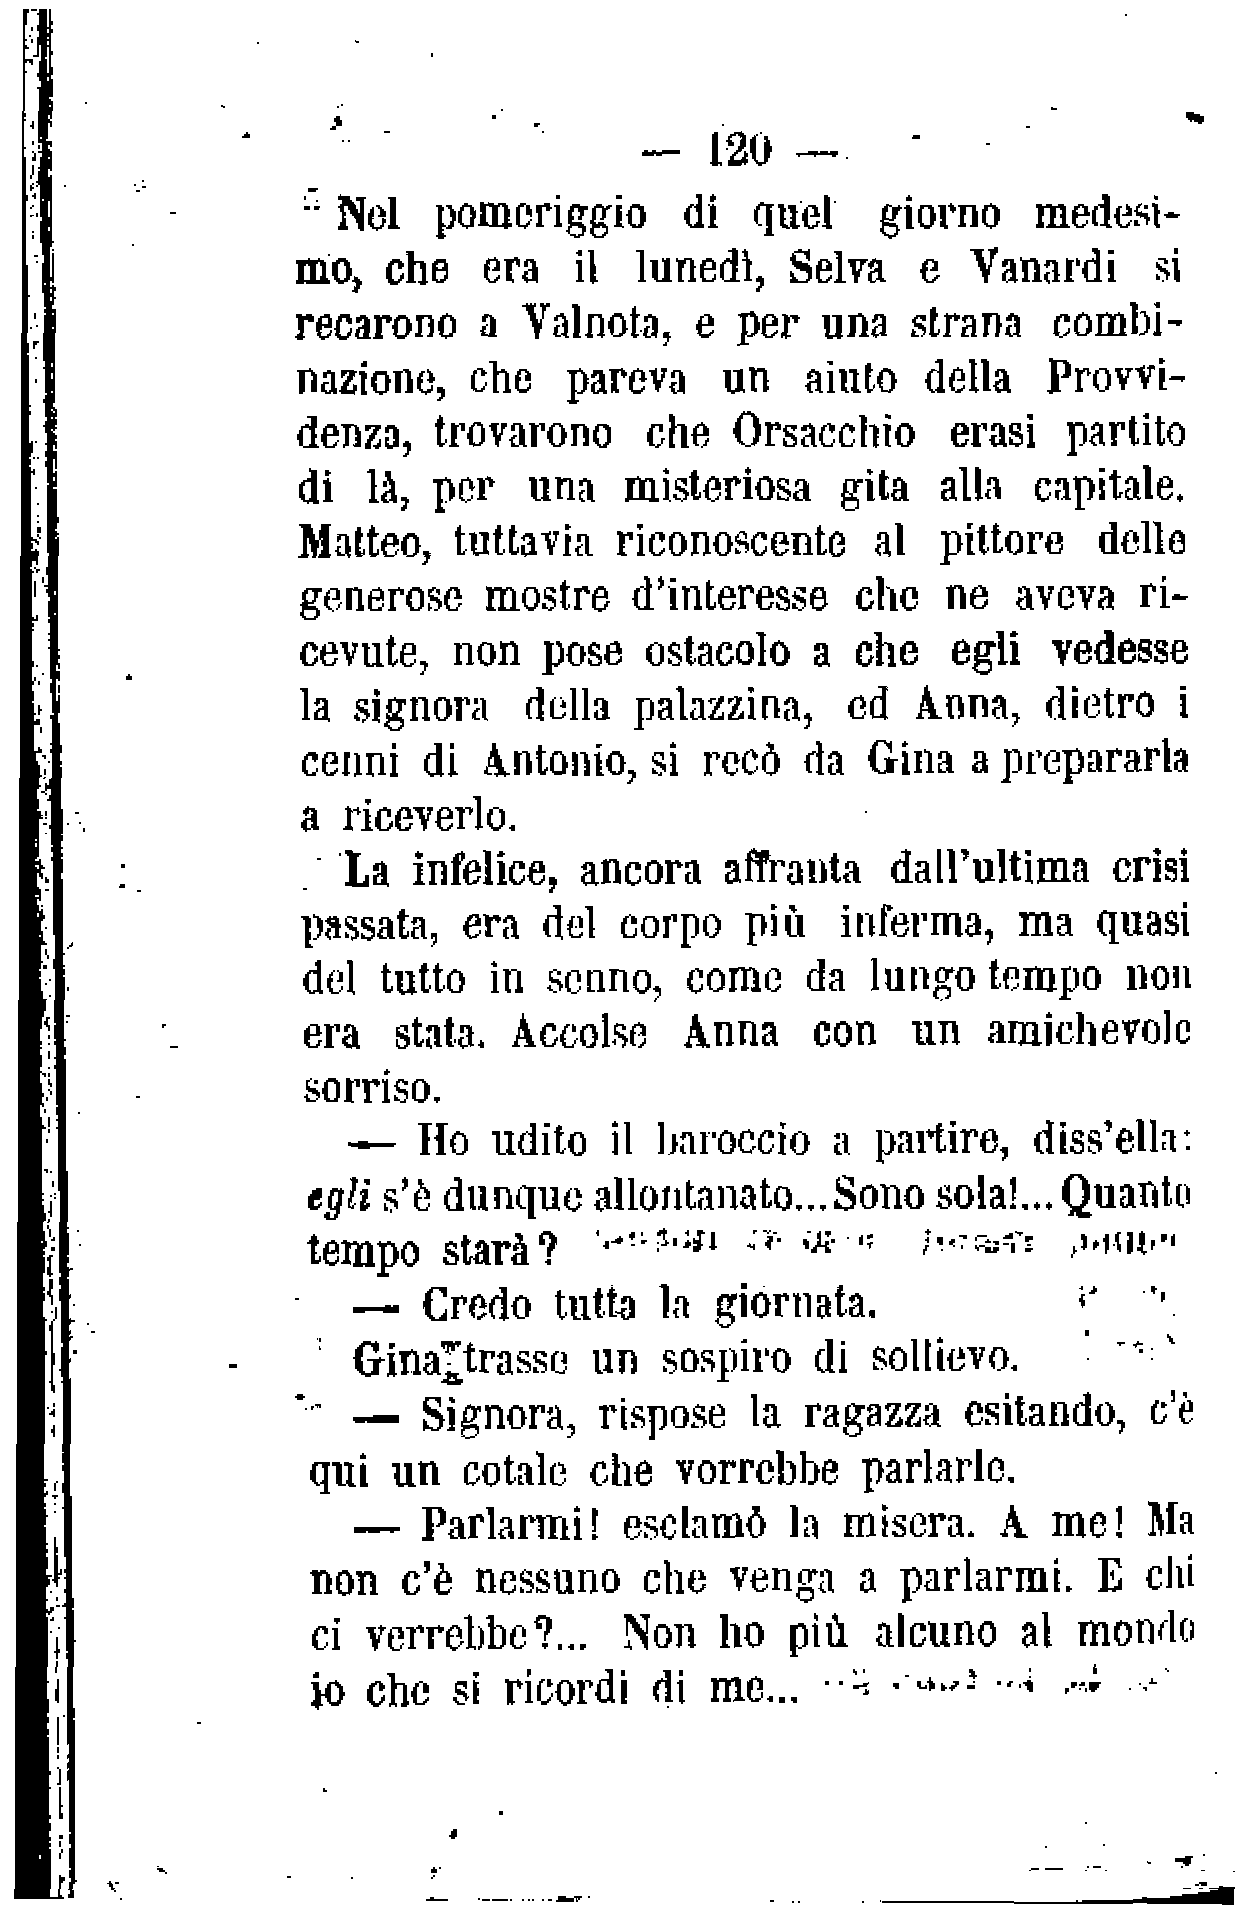 — 120 —
Nel pomeriggio di quel giorno medesi-
mo, che era il lunedì, Selva e Vanardi si
recarono a Valnota, e per una strana combi-
nazione, che pareva un aiuto della Provvi-
denza, trovarono che Orsacchio erasi partito
di là, per una misteriosa gita alla capitale.
Matteo, tuttavia riconoscente al pittore delle
generose mostre d'interesse che ne aveva ri-
cevute, non pose ostacolo a che egli vedesse
la signora della palazzina, ed Anna, dietro i
cenni di Antonio, si recò da Gina a prepararla
a riceverlo.
La infelice, ancora affranta dall'ultima crisi
passata, era del corpo più inferma, ma quasi
del tutto in senno, come da lungo tempo non
era stata. Accolse Anna con un amichevole
sorriso.
— Ho udito il baroccio a partire, diss'ella:
egli s'è dunque allontanato... Sono sola!... Quanto
tempo starà?
— Credo tutta la giornata.
Gina trasse un sospiro di sollievo.
— Signora, rispose la ragazza esitando, c'è
qui un cotale che vorrebbe parlarle.
— Parlarmi! esclamò la misera. A me! Ma
non c'è nessuno che venga a parlarmi. E chi
ci verrebbe?... Non ho più alcuno al mondo
io che si ricordi di me...